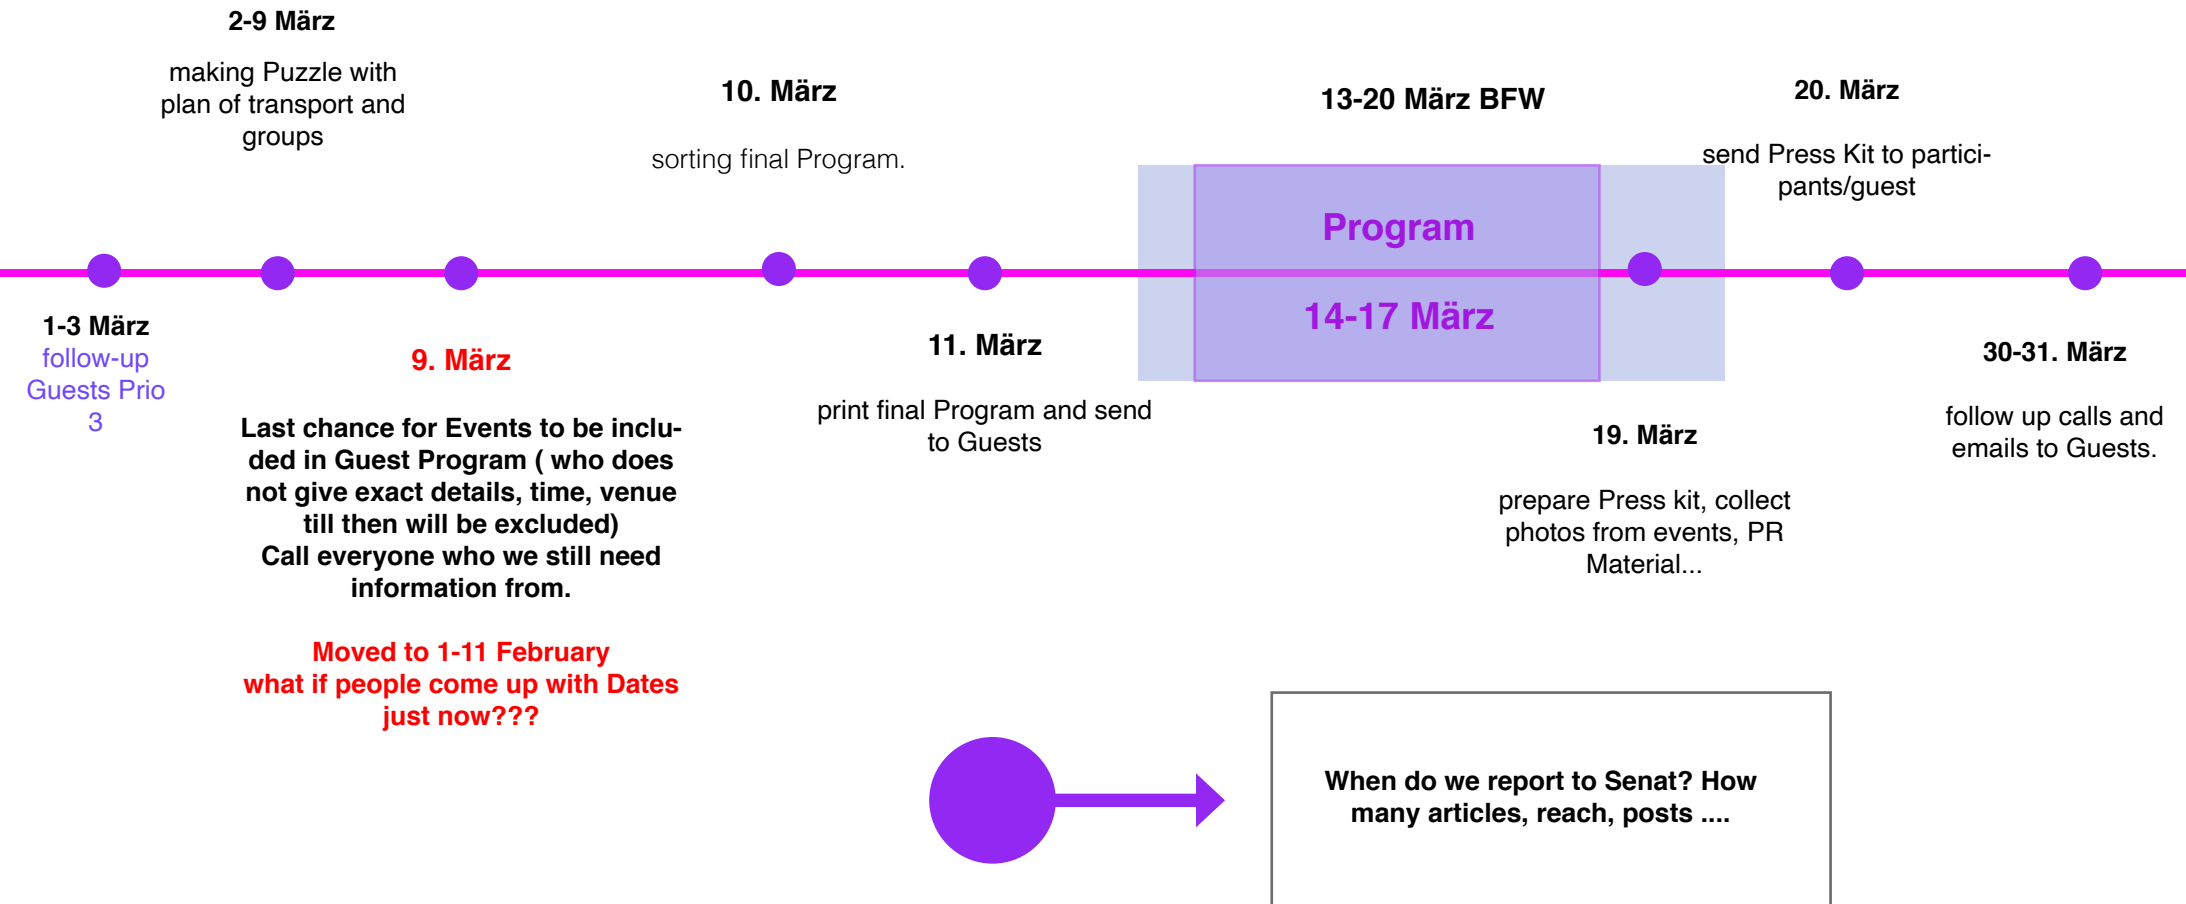 2-9 März
making Puzzle with
plan of transport and
groups
10. März
sorting final Program.
13-20 März BFW
20. März
send Press Kit to partici-
pants/guest
Program
14-17 März
1-3 März
follow-up
Guests Prio
3
9. März
Last chance for Events to be inclu-
ded in Guest Program ( who does
not give exact details, time, venue
till then will be excluded)
Call everyone who we still need
information from.
Moved to 1-11 February
what if people come up with Dates
just now???
11. März
print final Program and send
to Guests
19. März
prepare Press kit, collect
photos from events, PR
Material...
30-31. März
follow up calls and
emails to Guests.
When do we report to Senat? How
many articles, reach, posts ....